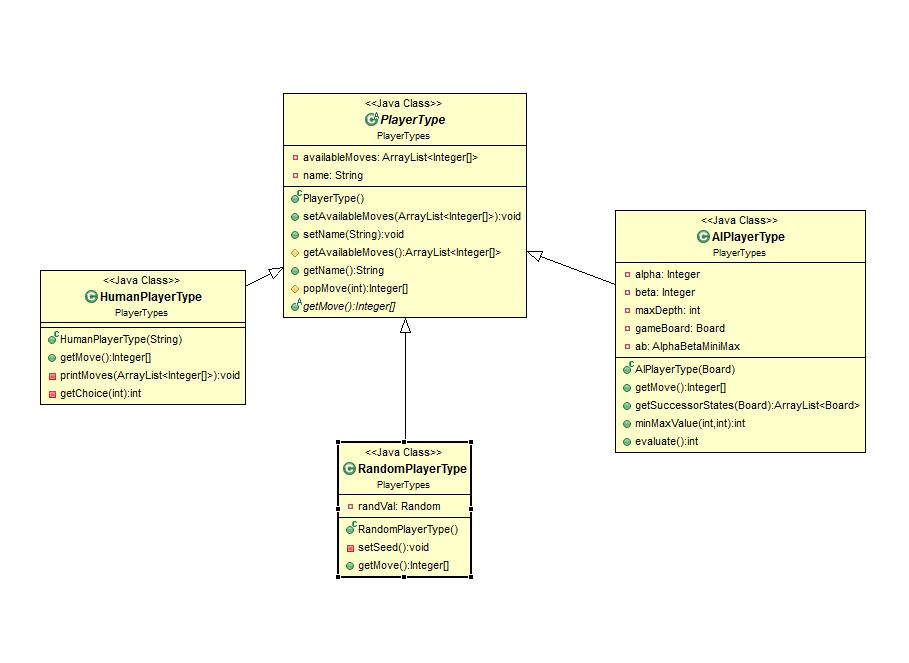 <<Java Class>>
PlayerType
PlayerTypes
availableMoves: ArrayList<Integer[]>
name: String
PlayerType()
setAvailableMoves(ArrayList<Integer[]>):void
setName(String):void
getAvailableMoves():ArrayList<Integer[]>
getName():String
popMove(int):Integer[]
getMove():Integer[]
<<Java Class>>
HumanPlayerType
PlayerTypes
HumanPlayerType(String)
getMove():Integer[]
printMoves(ArrayList<Integer[]>):void
getChoice(int):int
<<Java Class>>
AIPlayerType
PlayerTypes
alpha: Integer
beta: Integer
maxDepth: int
gameBoard: Board
ab: AlphaBetaMiniMax
AIPlayerType(Board)
getMove():Integer[]
getSuccessorStates(Board):ArrayList<Board>
minMaxValue(int,int):int
evaluate():int
<<Java Class>>
RandomPlayerType
PlayerTypes
randVal: Random
RandomPlayerType()
setSeed():void
getMove():Integer[]